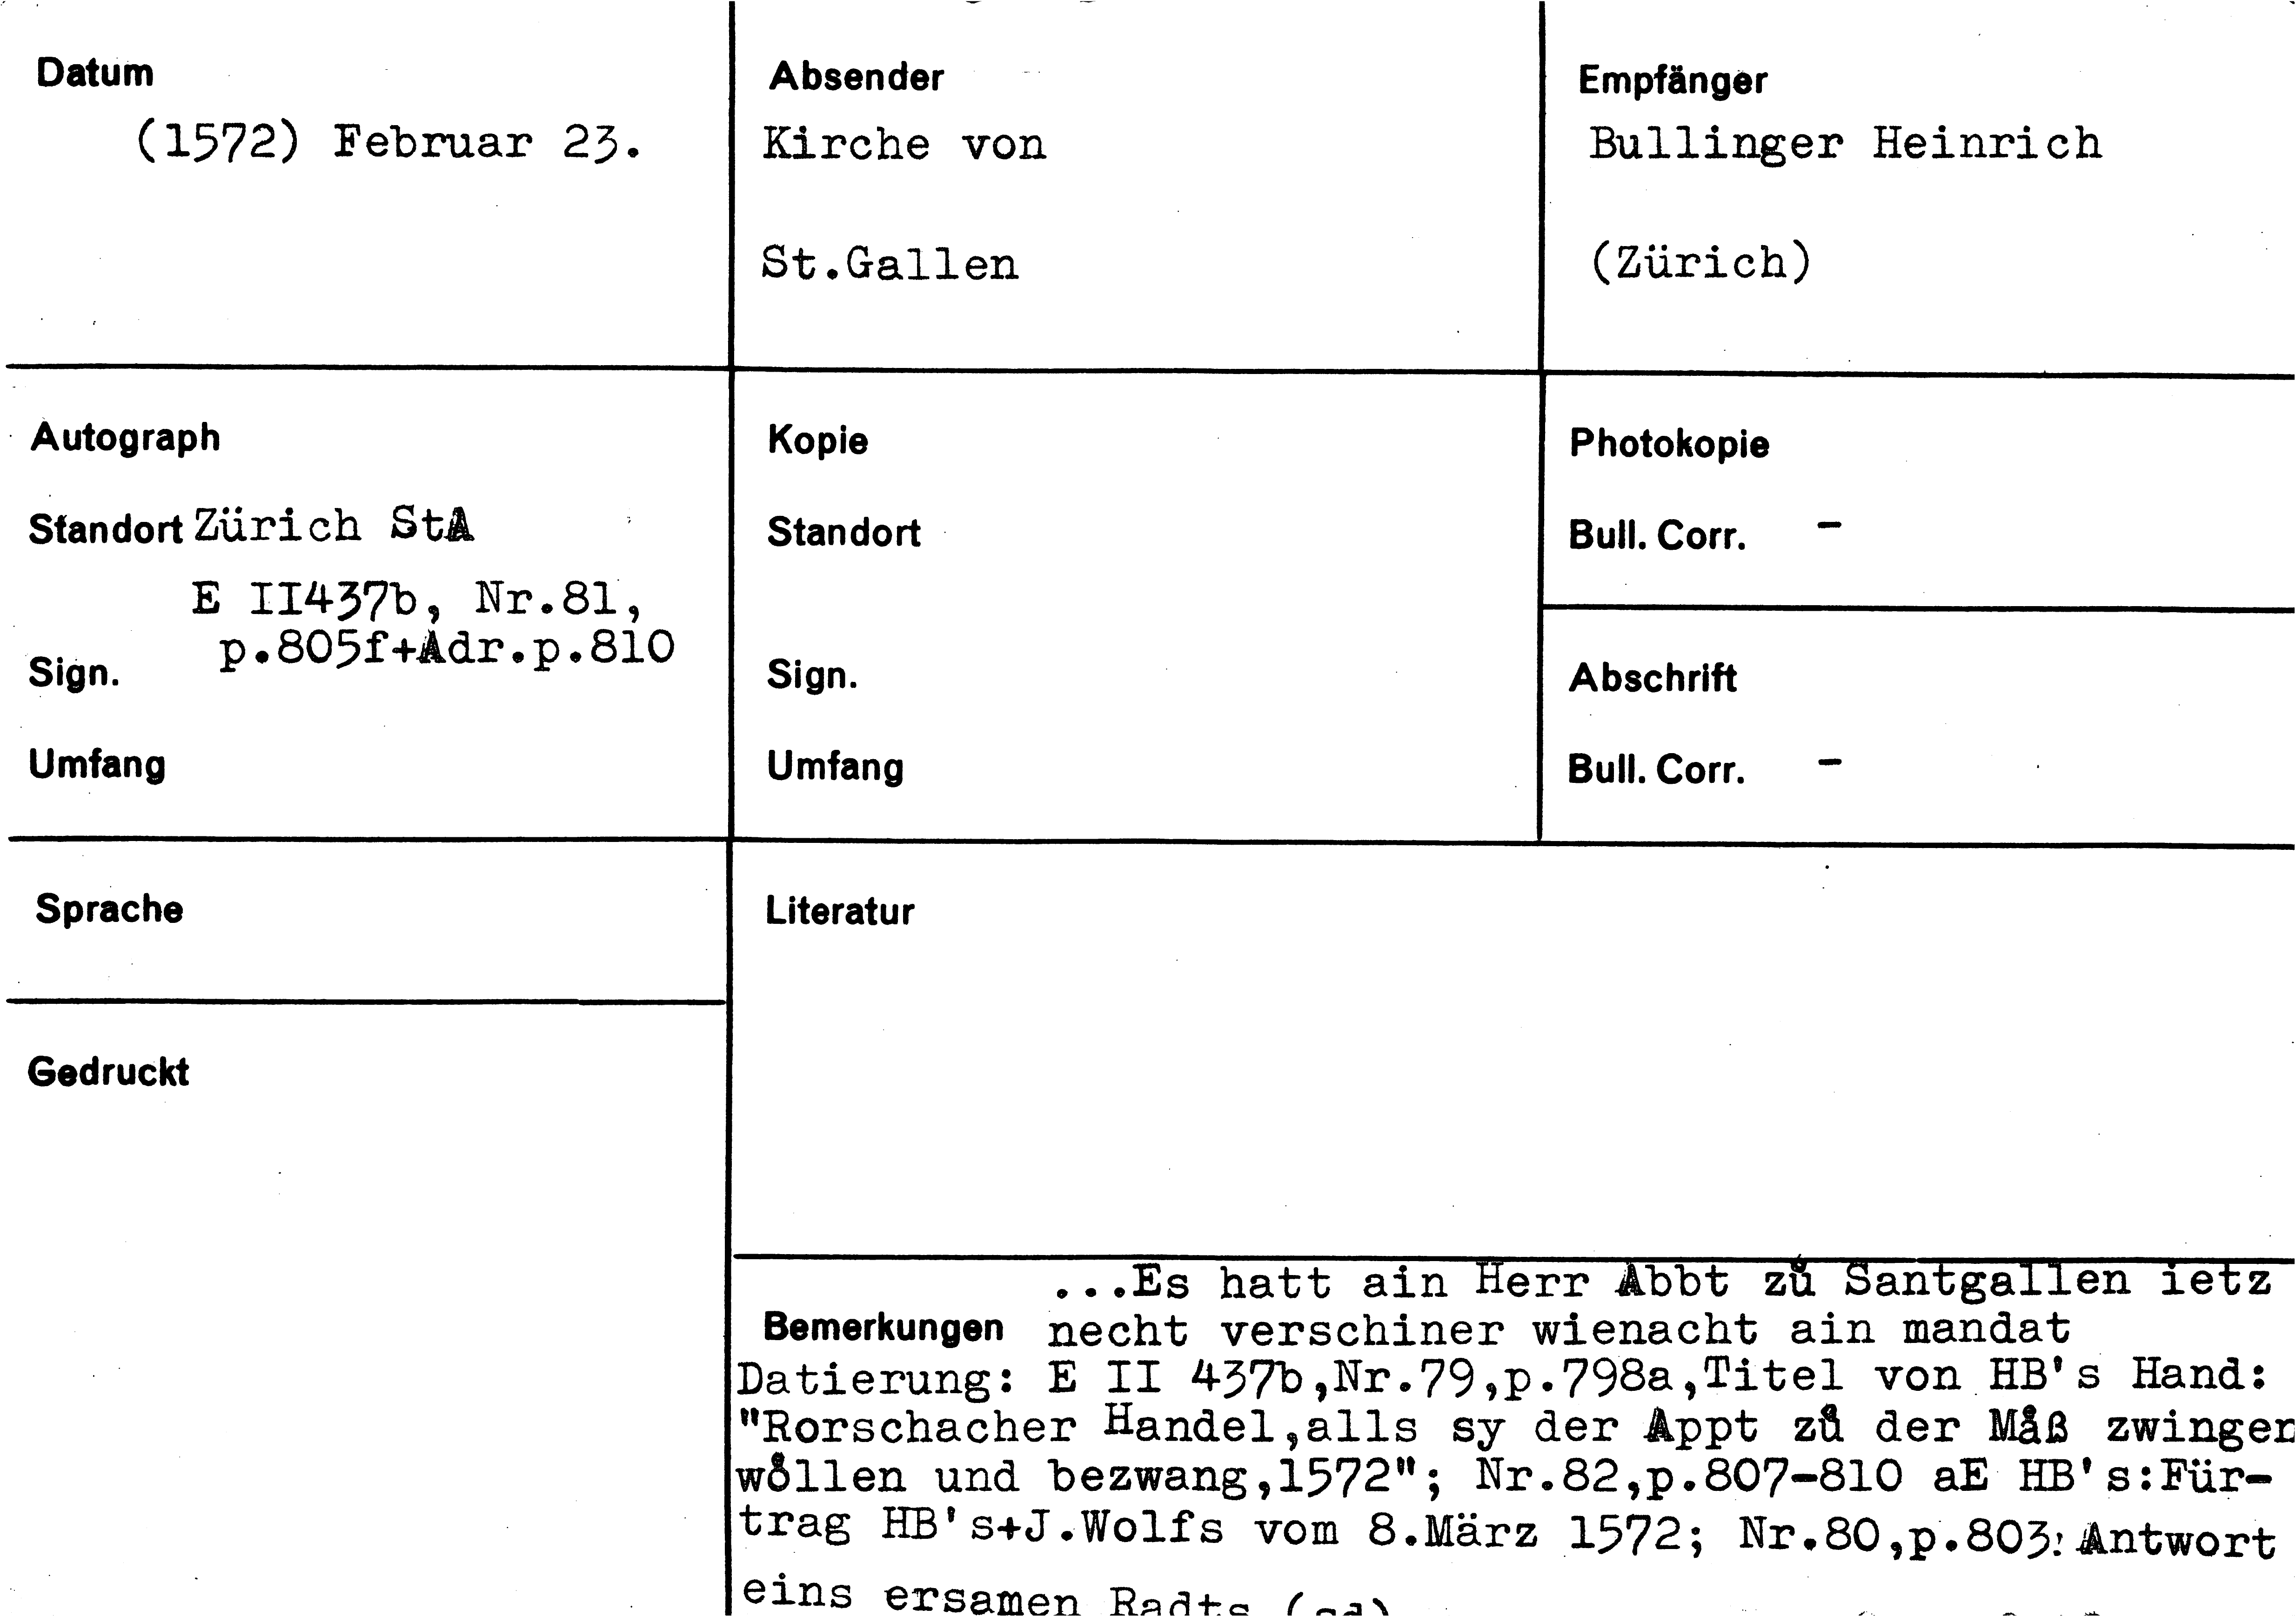 Datum
(1572) Februar 23.
Absender
Kirche von
St.Gallen
Empfänger
Bullinger Heinrich
(Zürich)
Autograph
Standort Zürich StA
E II437b, Nr.81,
p.805f+Adr.p.810
Sign.
Umfang
Kopie
Standort
Sign.
Umfang
Photokopie
Bull. Corr. -
Abschrift
Bull. Corr. -
Sprache
Gedruckt
Literatur
...Es hatt ain Herr Abbt zů Santgallen ietz
Bemerkungen necht verschiner wienacht ain mandat
Datierung: E II 437b,Nr.79,p.798a,Titel von HB's Hand:
"Rorschacher Handel,alls sy der Appt zů der Måß zwingen
wŏllen und bezwang,1572"; Nr.82,p.807-810 aE HB's:Für-
trag HB's+J.Wolfs vom 8.März 1572; Nr.80,p.803: Antwort
eins ersamen Radts (sd)